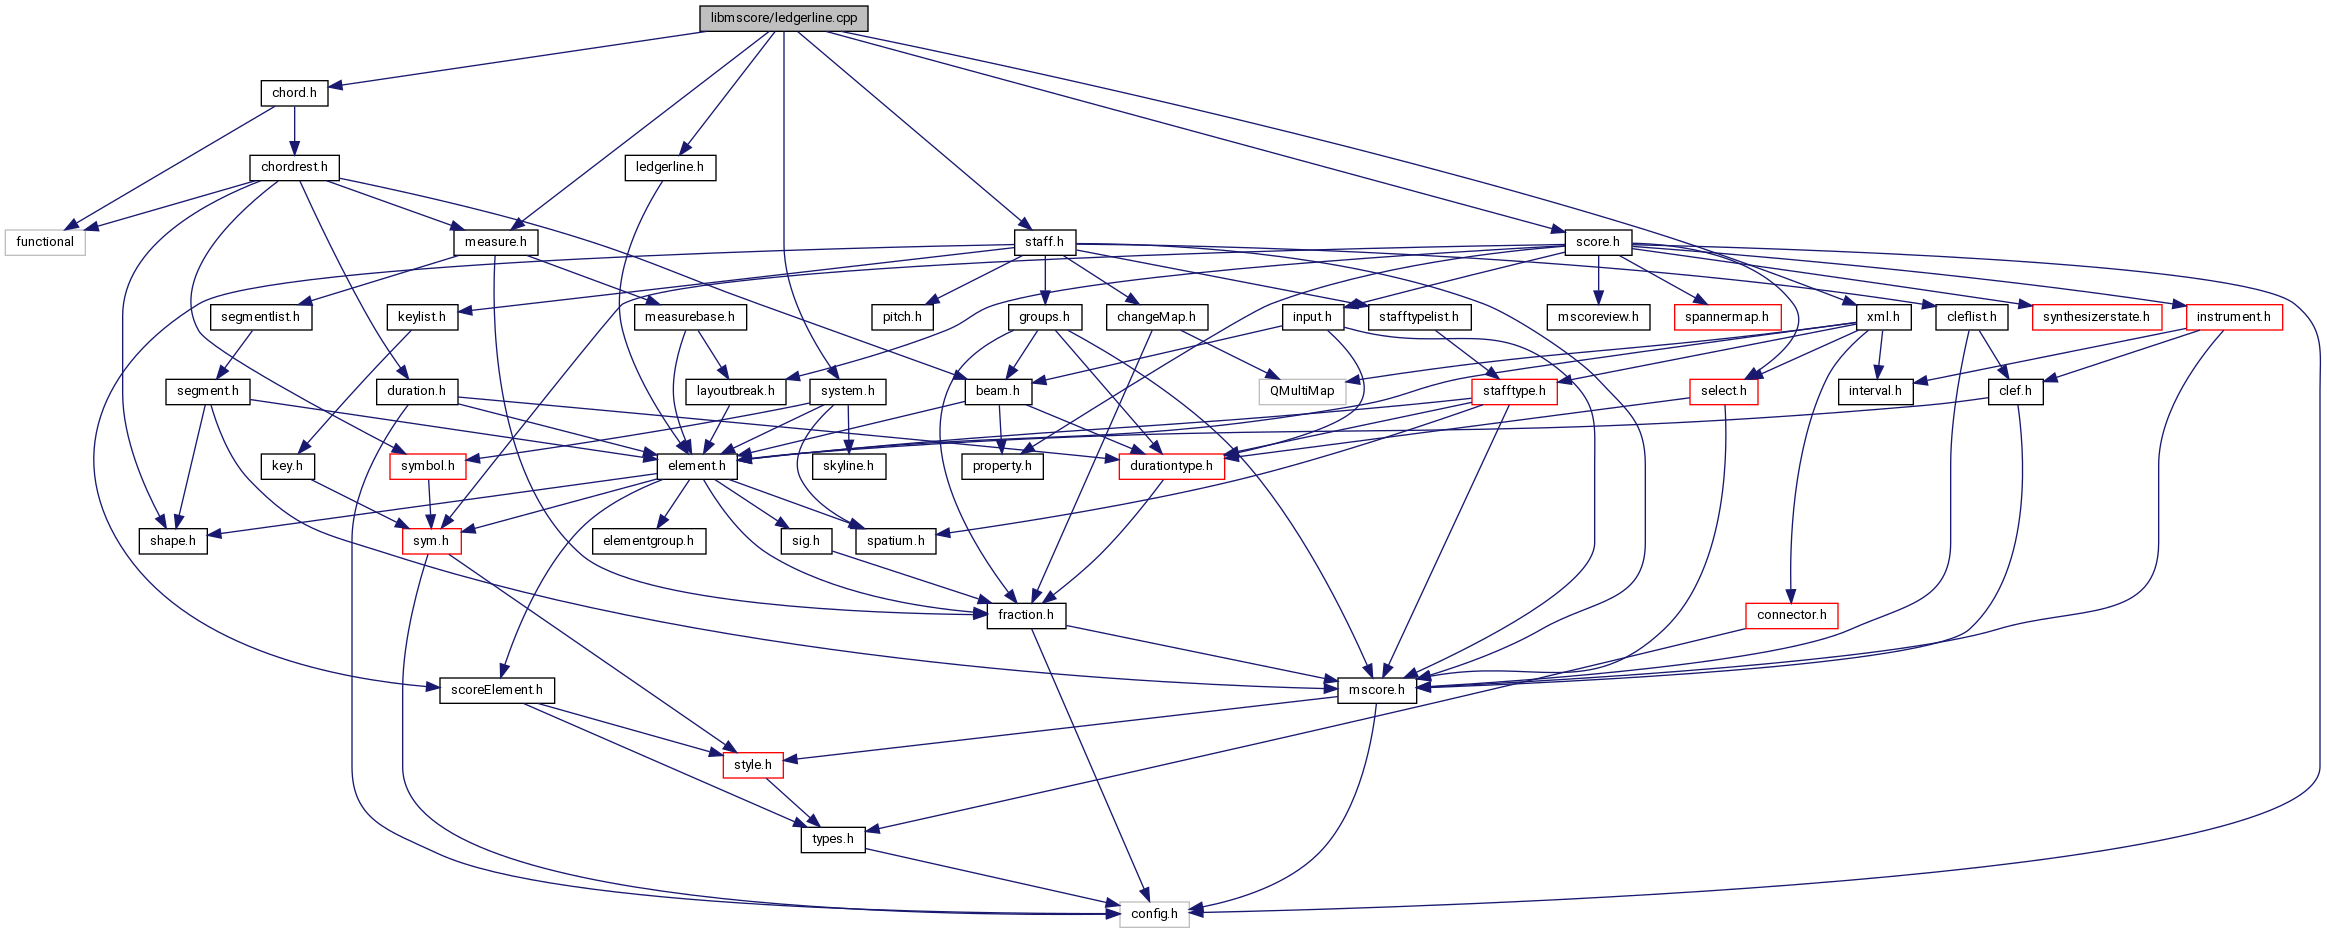 libmscore/ledgerline.cpp
chord.h
chordrest.h
ledgerline.h
functional
measure.h
staff.h
score.h
segmentlist.h
keylist.h
measurebase.h
pitch.h
groups.h
changeMap.h
input.h
stafftypelist.h
mscoreview.h
spannermap.h
xml.h
cleflist.h
synthesizerstate.h
instrument.h
segment.h
duration.h
layoutbreak.h
system.h
beam.h
QMultiMap
stafftype.h
select.h
interval.h
clef.h
key.h
symbol.h
element.h
skyline.h
property.h
durationtype.h
shape.h
sym.h
elementgroup.h
sig.h
spatium.h
fraction.h
connector.h
scoreElement.h
mscore.h
style.h
types.h
config.h